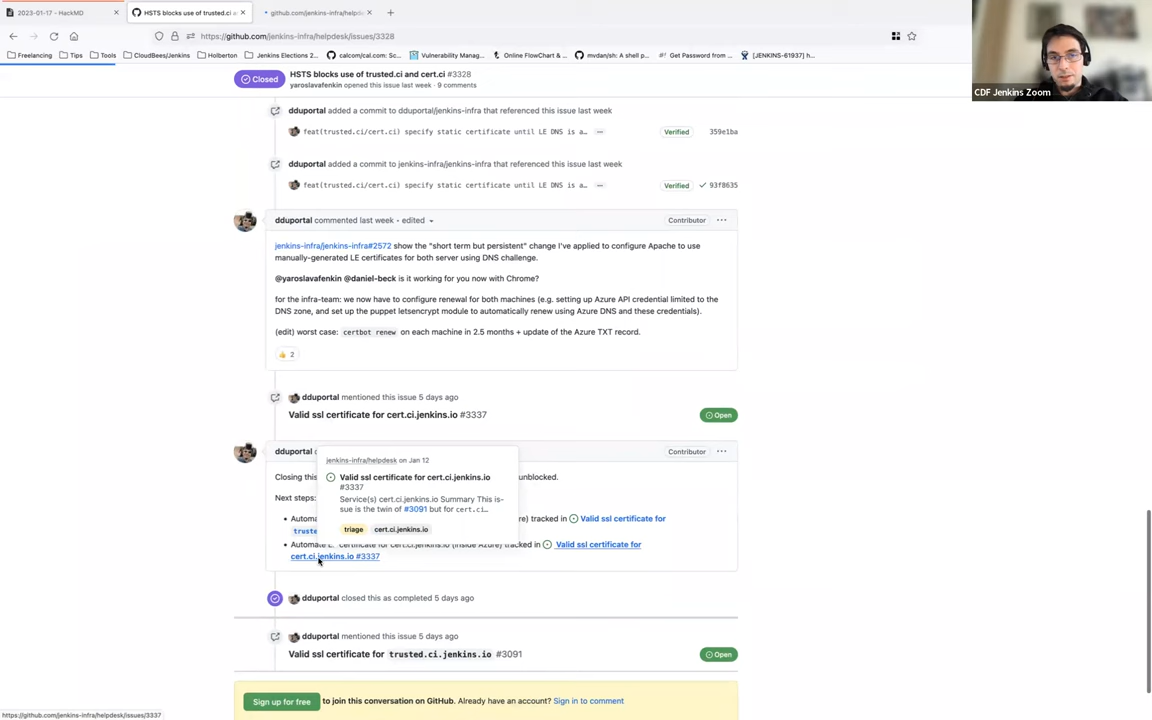 2023-01-17 - HackMD
HSTS blocks use of trusted.ci a
github.com/jenkins-infra/helpde
https://github.com/jenkins-infra/helpdesk/issues/3328
Freelancing
Tips
Tools
CloudBees/Jenkins
Holberton
Jenkins Elections 2...
calcom/cal.com: Sc...
Vulnerability Manag...
Online FlowChart & ...
mvdan/sh: A shell p...
Get Password from ...
[JENKINS-61937] h...
CDF Jenkins Zoom
Closed
HSTS blocks use of trusted.ci and cert.ci #3328
yaroslavafenkin opened this issue last week · 9 comments
dduportal added a commit to dduportal/jenkins-infra that referenced this issue last week
feat(trusted.ci/cert.ci) specify static certificate until LE DNS is a… Verified 359e1ba
dduportal added a commit to jenkins-infra/jenkins-infra that referenced this issue last week
feat(trusted.ci/cert.ci) specify static certificate until LE DNS is a… Verified 93f8635
dduportal commented last week • edited Contributor
jenkins-infra/jenkins-infra#2572 show the "short term but persistent" change I've applied to configure Apache to use
manually-generated LE certificates for both server using DNS challenge.
@yaroslavafenkin @daniel-beck is it working for you now with Chrome?
for the infra-team: we now have to configure renewal for both machines (e.g. setting up Azure API credential limited to the
DNS zone, and set up the puppet letsencrypt module to automatically renew using Azure DNS and these credentials).
(edit) worst case: certbot renew on each machine in 2.5 months + update of the Azure TXT record.
👍 2
dduportal mentioned this issue 5 days ago
Valid ssl certificate for cert.ci.jenkins.io #3337 Open
dduportal Contributor
jenkins-infra/helpdesk on Jan 12
Closing this unblocked.
Valid ssl certificate for cert.ci.jenkins.io
#3337
Next steps:
Service(s) cert.ci.jenkins.io Summary This is-
sue is the twin of #3091 but for cert.ci…
Automa re) tracked in Valid ssl certificate for
truste
triage cert.ci.jenkins.io
tracked in Valid ssl certificate for
cert.ci.jenkins.io #3337
dduportal closed this as completed 5 days ago
dduportal mentioned this issue 5 days ago
Valid ssl certificate for trusted.ci.jenkins.io #3091 Open
Sign up for free to join this conversation on GitHub. Already have an account? Sign in to comment
https://github.com/jenkins-infra/helpdesk/issues/3337